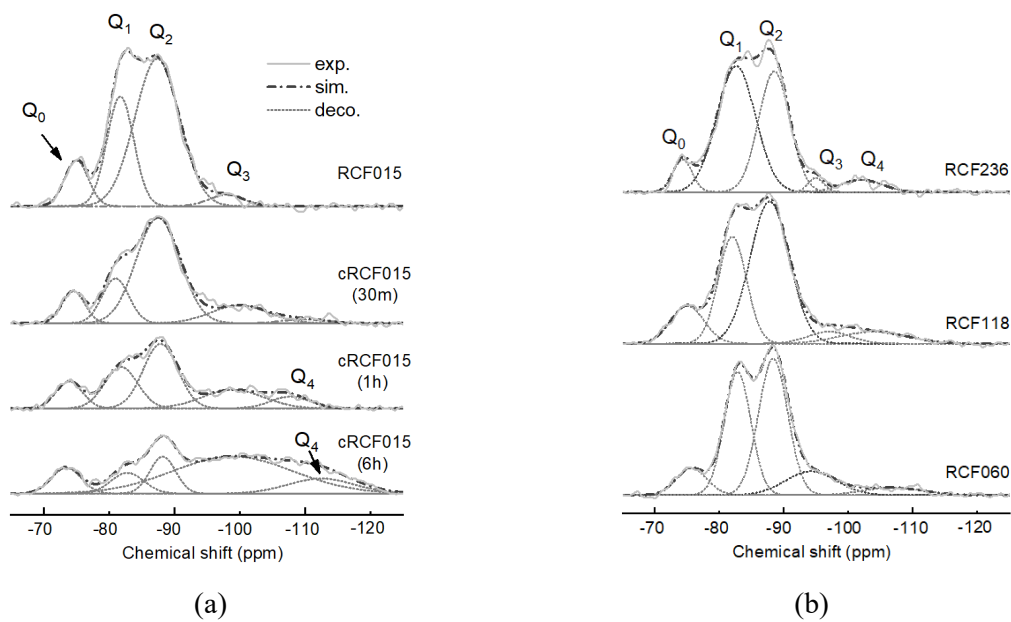 Q1
Q2
Q0
exp.
sim.
deco.
Q3
RCF015
cRCF015
(30m)
cRCF015
(1h)
Q4
cRCF015
(6h)
Q4
-70 -80 -90 -100 -110 -120
Chemical shift (ppm)
(a)
Q1
Q2
Q0
Q3
Q4
RCF236
RCF118
RCF060
-70 -80 -90 -100 -110 -120
Chemical shift (ppm)
(b)